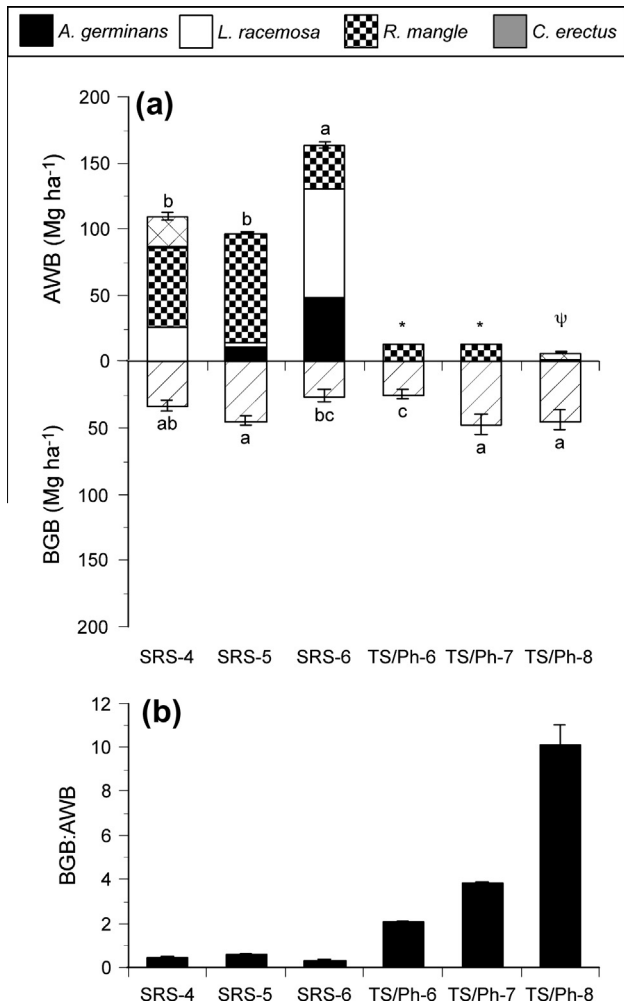 A. germinans L. racemosa R. mangle C. erectus
(a)
200
150
100
50
0
50
100
150
200
AWB (Mg ha⁻¹)
BGB (Mg ha⁻¹)
b b a * * ψ
ab a bc c a a
SRS-4 SRS-5 SRS-6 TS/Ph-6 TS/Ph-7 TS/Ph-8
(b)
12
10
8
6
4
2
0
BGB:AWB
SRS-4 SRS-5 SRS-6 TS/Ph-6 TS/Ph-7 TS/Ph-8